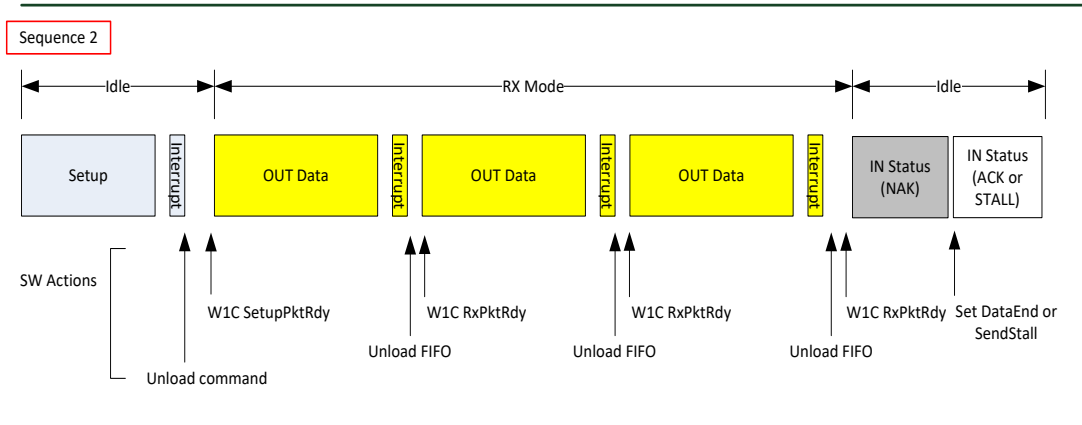 Sequence 2
Idle
RX Mode
Idle
Setup
Interrupt
OUT Data
Interrupt
OUT Data
Interrupt
OUT Data
Interrupt
IN Status
(NAK)
IN Status
(ACK or
STALL)
SW Actions
W1C SetupPktRdy
W1C RxPktRdy
W1C RxPktRdy
W1C RxPktRdy
Set DataEnd or
SendStall
Unload FIFO
Unload FIFO
Unload FIFO
Unload command